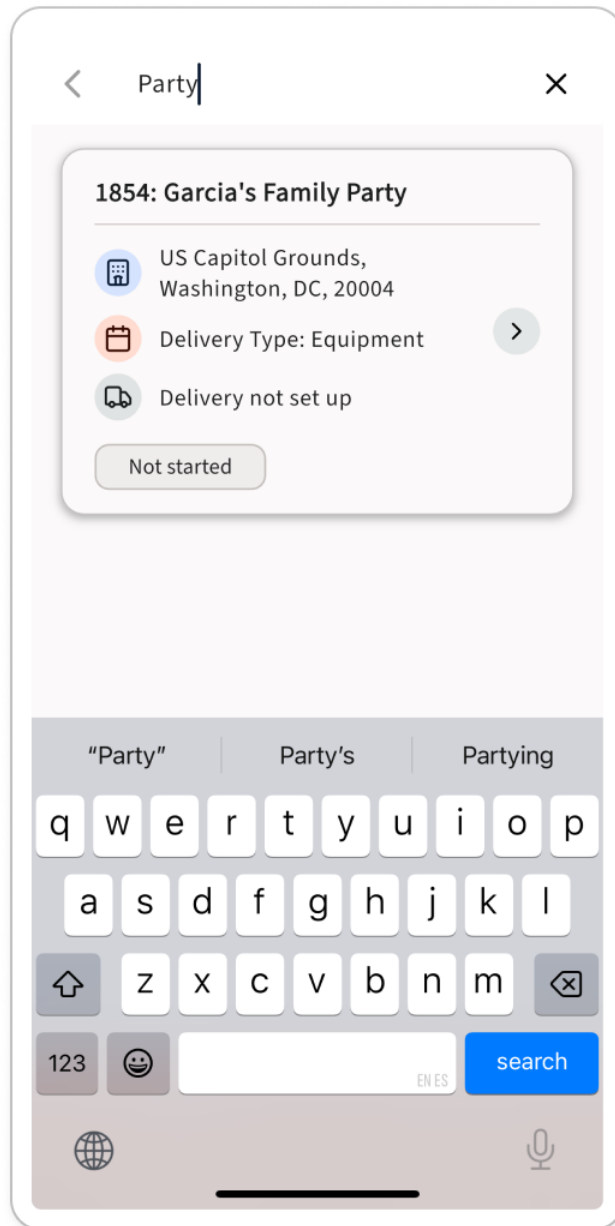 Party
1854: Garcia's Family Party
US Capitol Grounds,
Washington, DC, 20004
Delivery Type: Equipment
Delivery not set up
Not started
“Party” Party’s Partying
q w e r t y u i o p
a s d f g h j k l
z x c v b n m
123 search
EN ES